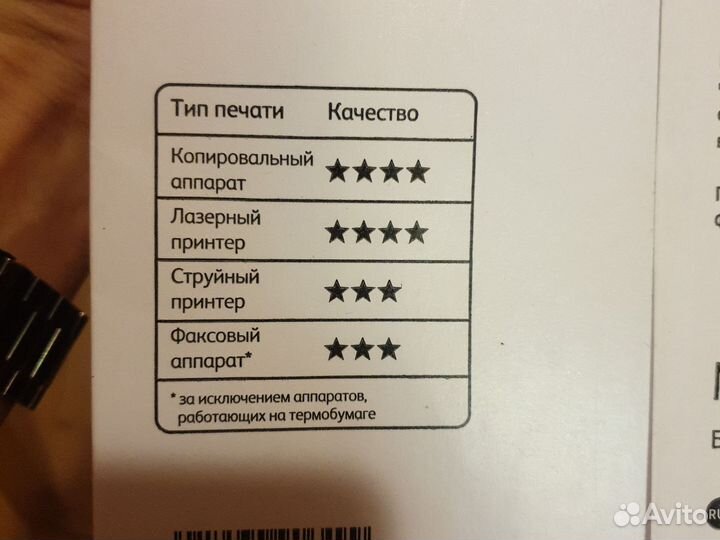 Тип печати Качество
Копировальный
аппарат ★★★★
Лазерный
принтер ★★★★
Струйный
принтер ★★★
Факсовый
аппарат* ★★★
* за исключением аппаратов,
работающих на термобумаге
Avito